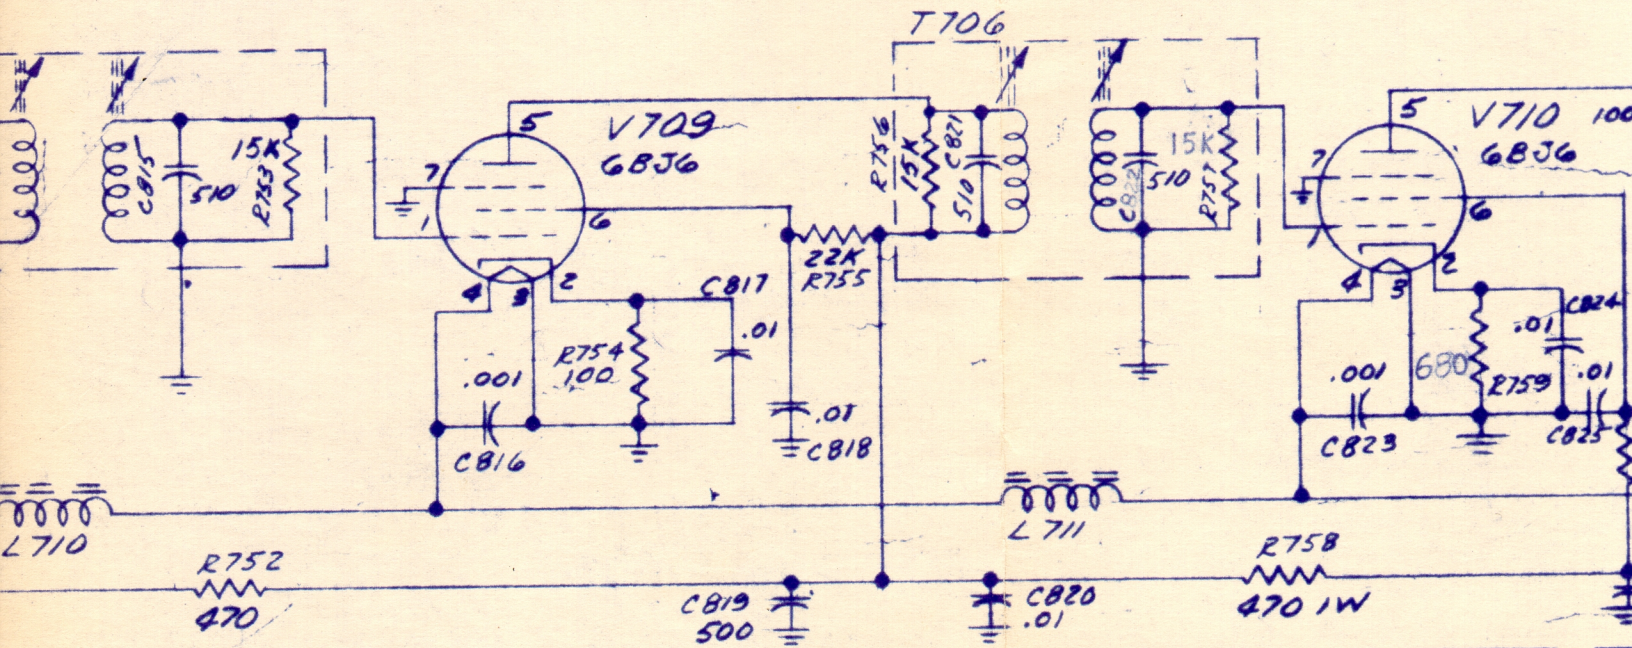 T706
C815
510
15K
R753
7
1
5
V709
6BJ6
6
4
3
2
22K
R755
C817
.01
R754
100
.001
C816
.01
C818
R756
15K
C821
510
C822
510
15K
R757
7
1
5
V710
6BJ6
100
6
4
3
2
C824
.01
680
R759
.01
C825
.001
C823
L710
L711
R752
470
C819
500
C820
.01
R758
470 1W